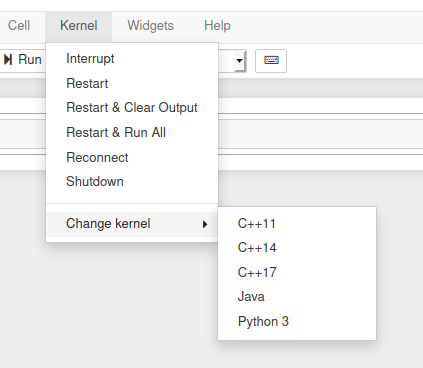 Cell Kernel Widgets Help
Run
Interrupt
Restart
Restart & Clear Output
Restart & Run All
Reconnect
Shutdown
Change kernel
C++11
C++14
C++17
Java
Python 3